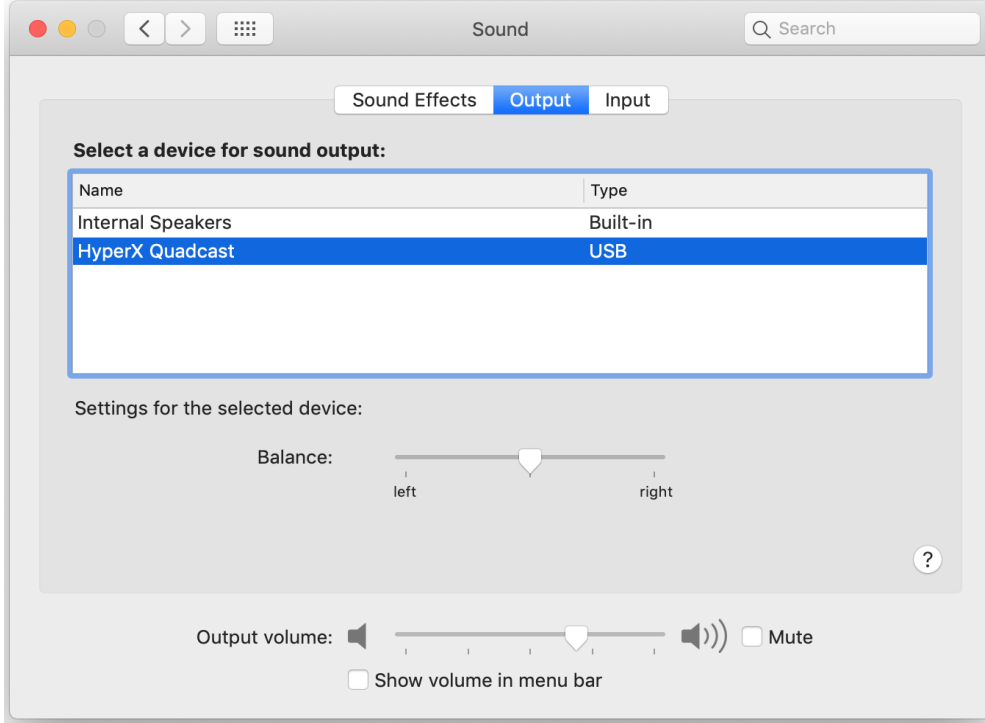 Sound
Search
Sound Effects Output Input
Select a device for sound output:
Name Type
Internal Speakers Built-in
HyperX Quadcast USB
Settings for the selected device:
Balance:
left right
?
Output volume: Mute
Show volume in menu bar